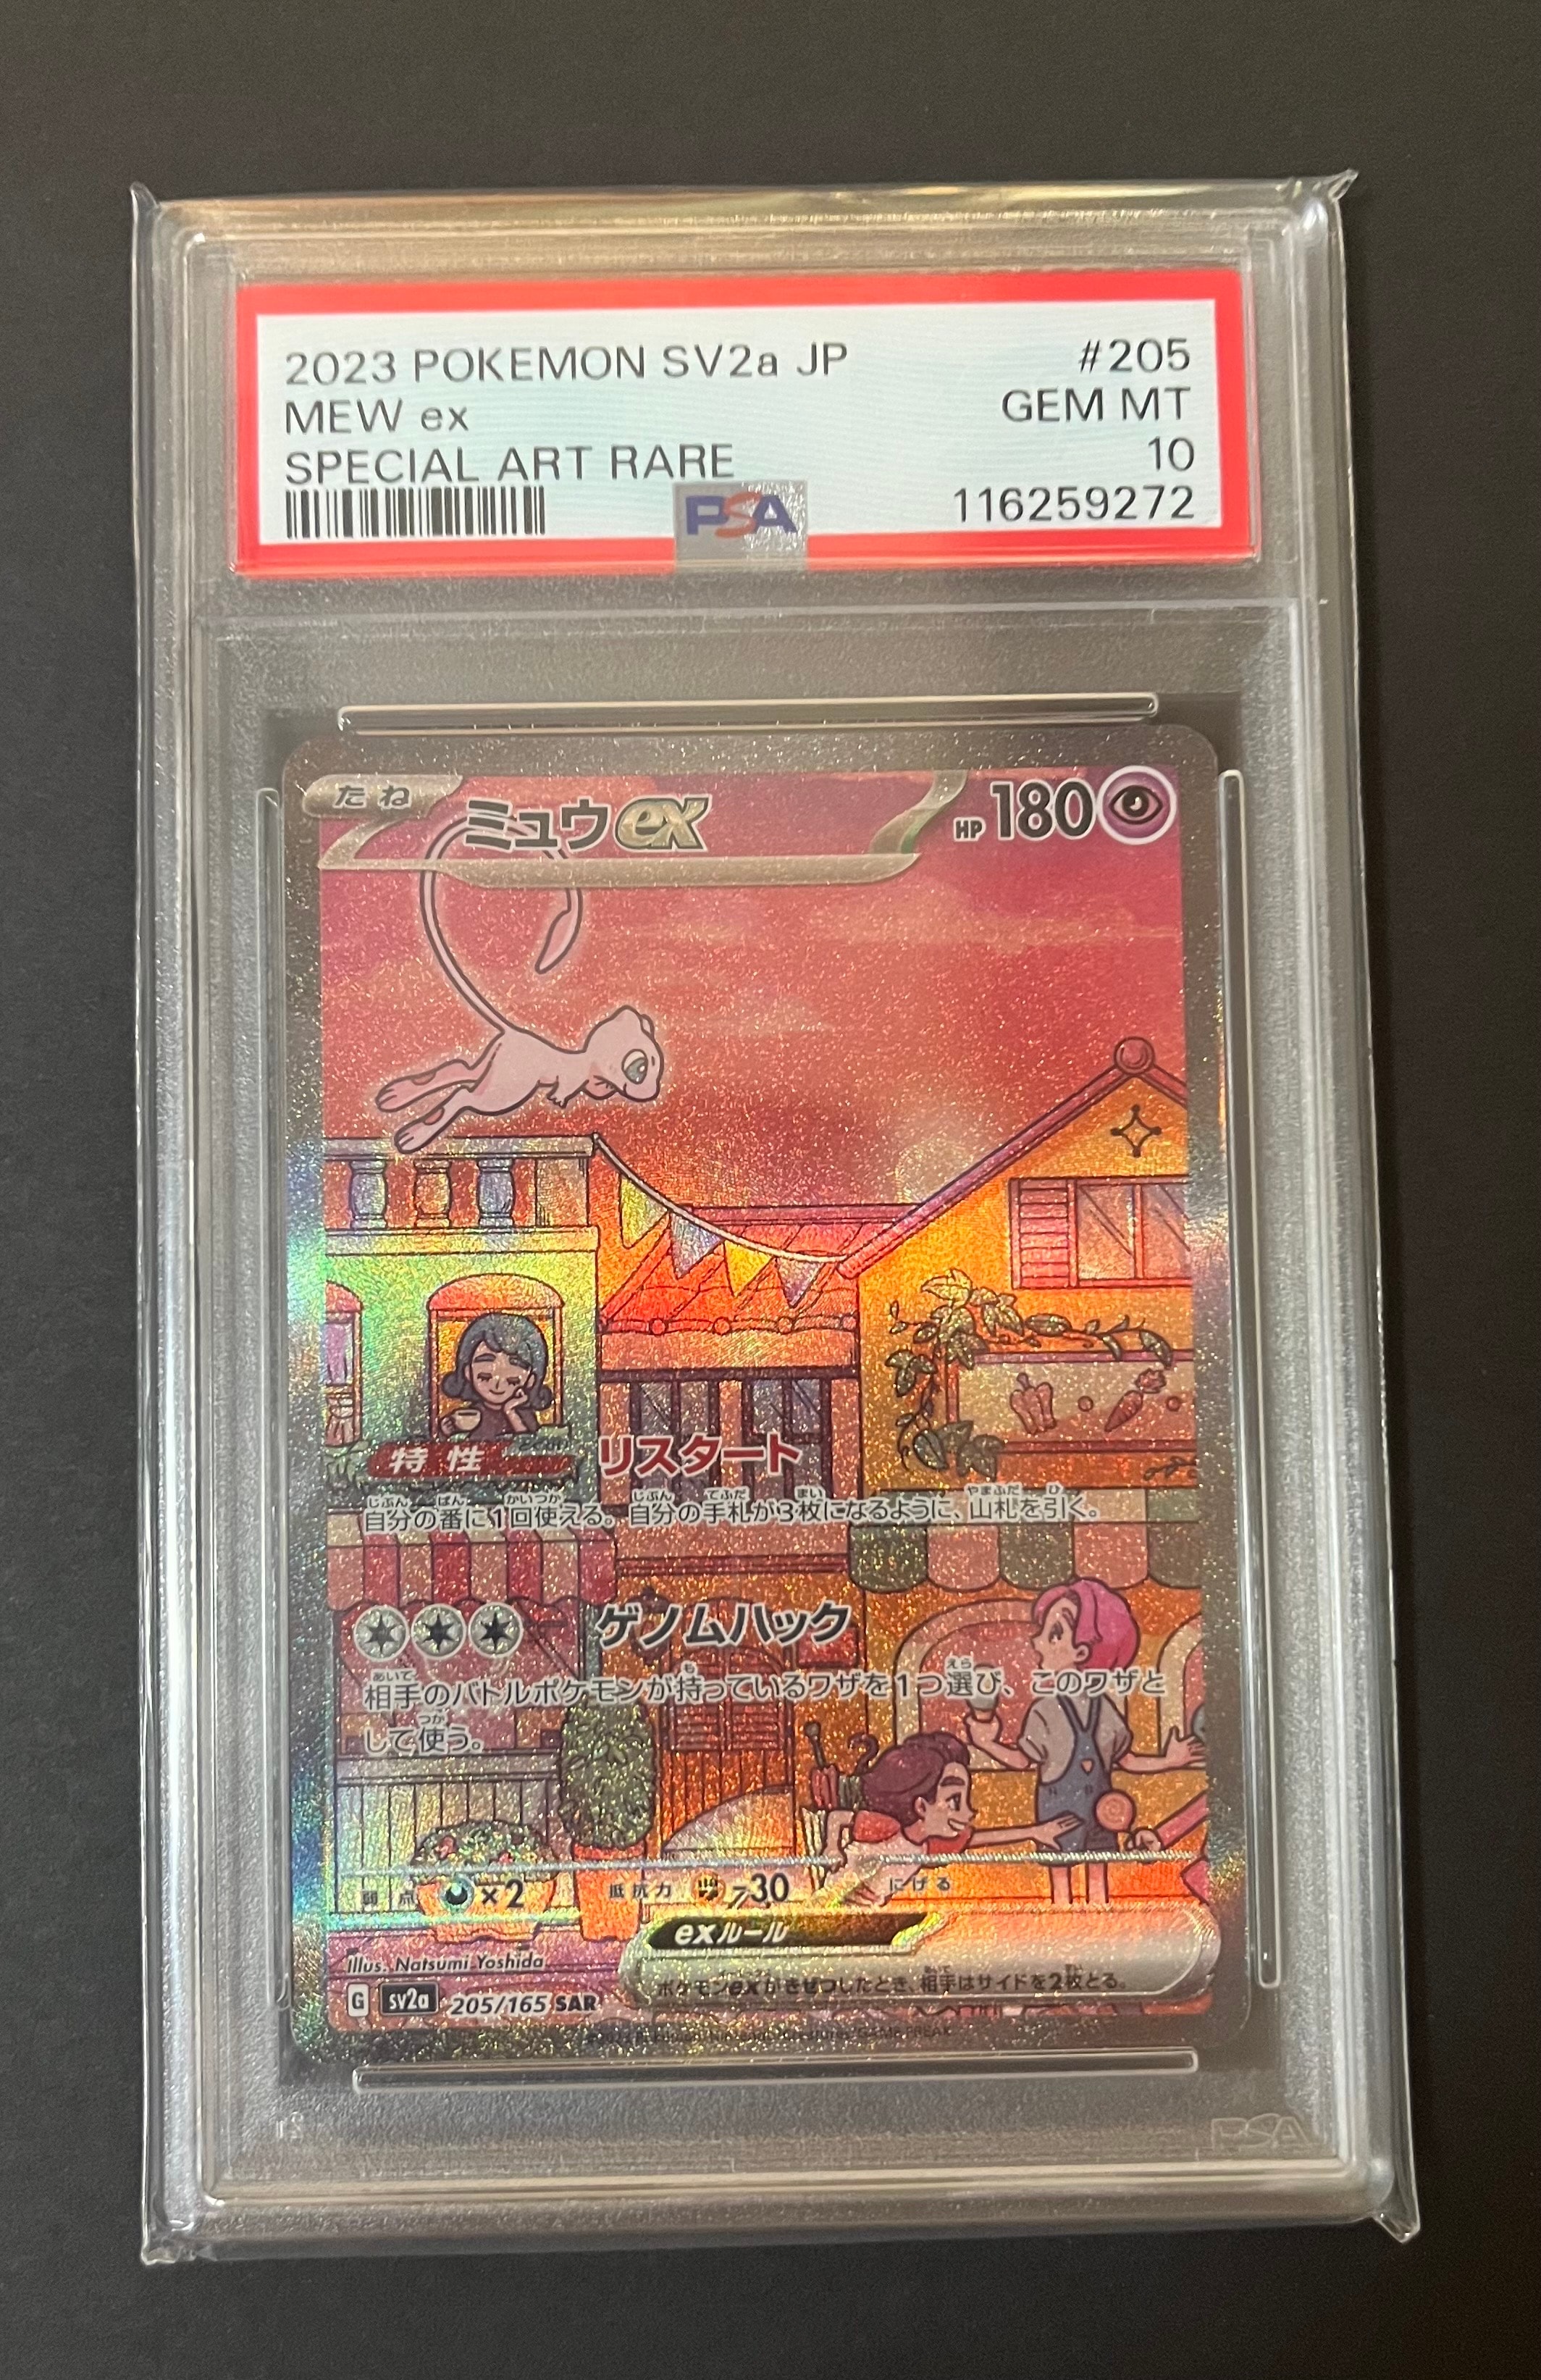 2023 POKEMON SV2a JP #205
MEW ex GEM MT
SPECIAL ART RARE 10
PSA 116259272
たね ミュウex HP 180
特性 リスタート
自分の番に1回使える。自分の手札が3枚になるように、山札を引く。
ゲノムハック
相手のバトルポケモンが持っているワザを1つ選び、このワザと
して使う。
弱点 ×2 抵抗力 -30 にげる
exルール
Illus. Natsumi Yoshida
ポケモンexがきぜつしたとき、相手はサイドを2枚とる。
G sv2a 205/165 SAR
PSA